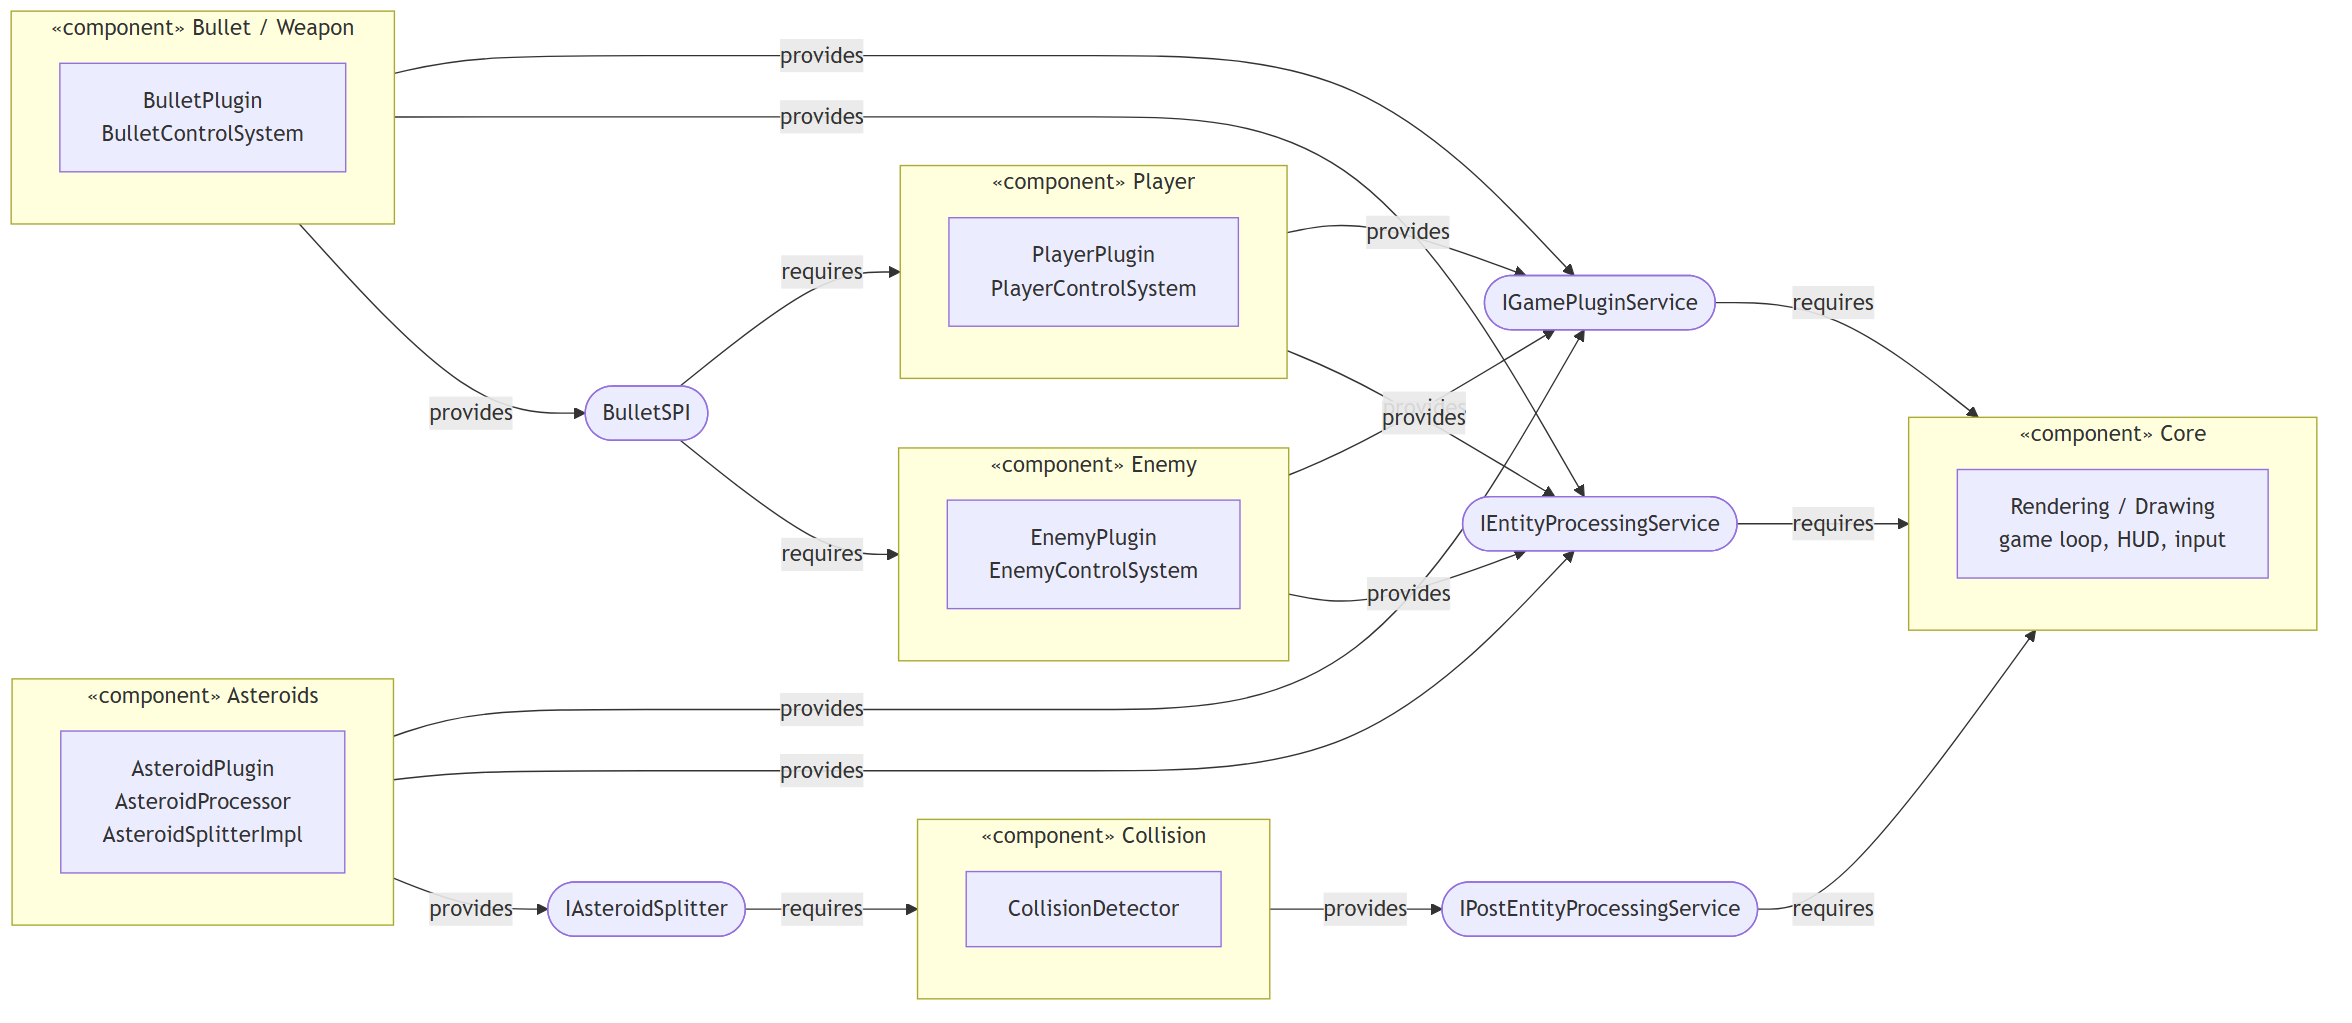 «component» Bullet / Weapon
BulletPlugin
BulletControlSystem
provides
provides
provides
BulletSPI
requires
requires
«component» Player
PlayerPlugin
PlayerControlSystem
provides
provides
«component» Enemy
EnemyPlugin
EnemyControlSystem
provides
provides
IGamePluginService
requires
IEntityProcessingService
requires
«component» Core
Rendering / Drawing
game loop, HUD, input
«component» Asteroids
AsteroidPlugin
AsteroidProcessor
AsteroidSplitterImpl
provides
provides
provides
IAsteroidSplitter
requires
«component» Collision
CollisionDetector
provides
IPostEntityProcessingService
requires